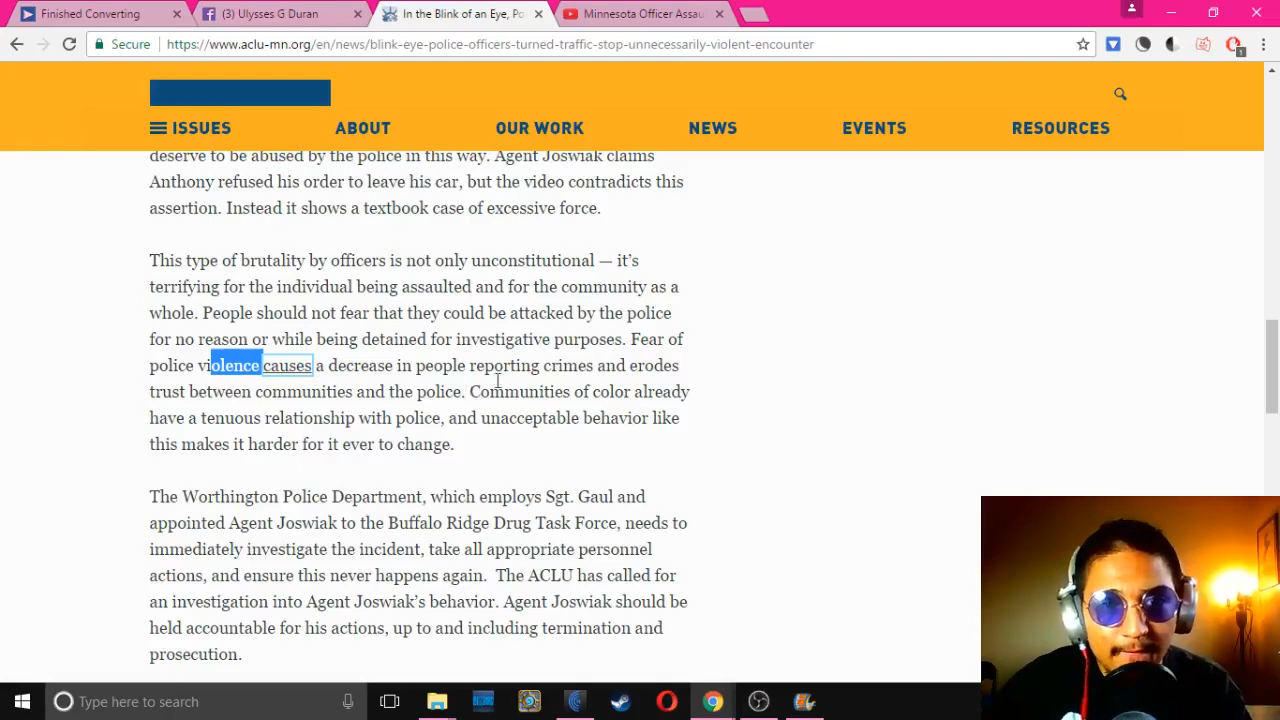 Finished Converting
(3) Ulysses G Duran
In the Blink of an Eye, Po
Minnesota Officer Assau
Secure
https://www.aclu-mn.org/en/news/blink-eye-police-officers-turned-traffic-stop-unnecessarily-violent-encounter
1
ISSUES ABOUT OUR WORK NEWS EVENTS RESOURCES
deserve to be abused by the police in this way. Agent Joswiak claims
Anthony refused his order to leave his car, but the video contradicts this
assertion. Instead it shows a textbook case of excessive force.
This type of brutality by officers is not only unconstitutional — it’s
terrifying for the individual being assaulted and for the community as a
whole. People should not fear that they could be attacked by the police
for no reason or while being detained for investigative purposes. Fear of
police violence causes a decrease in people reporting crimes and erodes
trust between communities and the police. Communities of color already
have a tenuous relationship with police, and unacceptable behavior like
this makes it harder for it ever to change.
The Worthington Police Department, which employs Sgt. Gaul and
appointed Agent Joswiak to the Buffalo Ridge Drug Task Force, needs to
immediately investigate the incident, take all appropriate personnel
actions, and ensure this never happens again. The ACLU has called for
an investigation into Agent Joswiak’s behavior. Agent Joswiak should be
held accountable for his actions, up to and including termination and
prosecution.
Type here to search